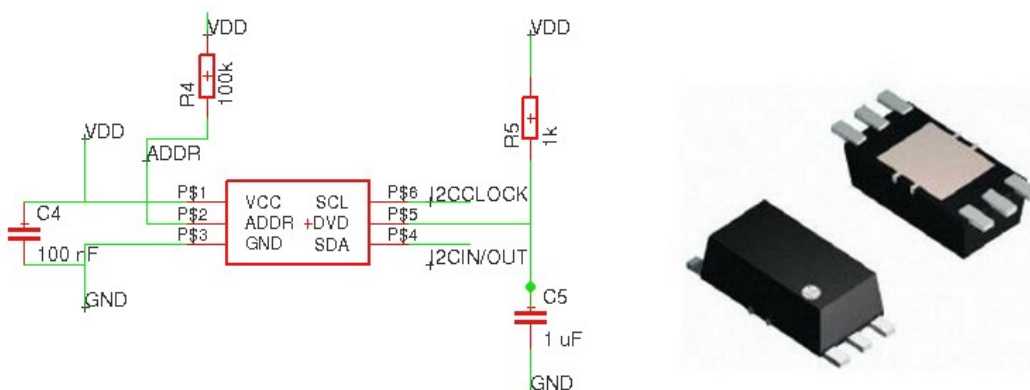 VDD
R4
100k
VDD
ADDR
C4
100 nF
GND
P$1
P$2
P$3
VCC
ADDR
GND
SCL
DVD
SDA
P$6
P$5
P$4
I2CCLOCK
I2CIN/OUT
VDD
R5
1k
C5
1 uF
GND